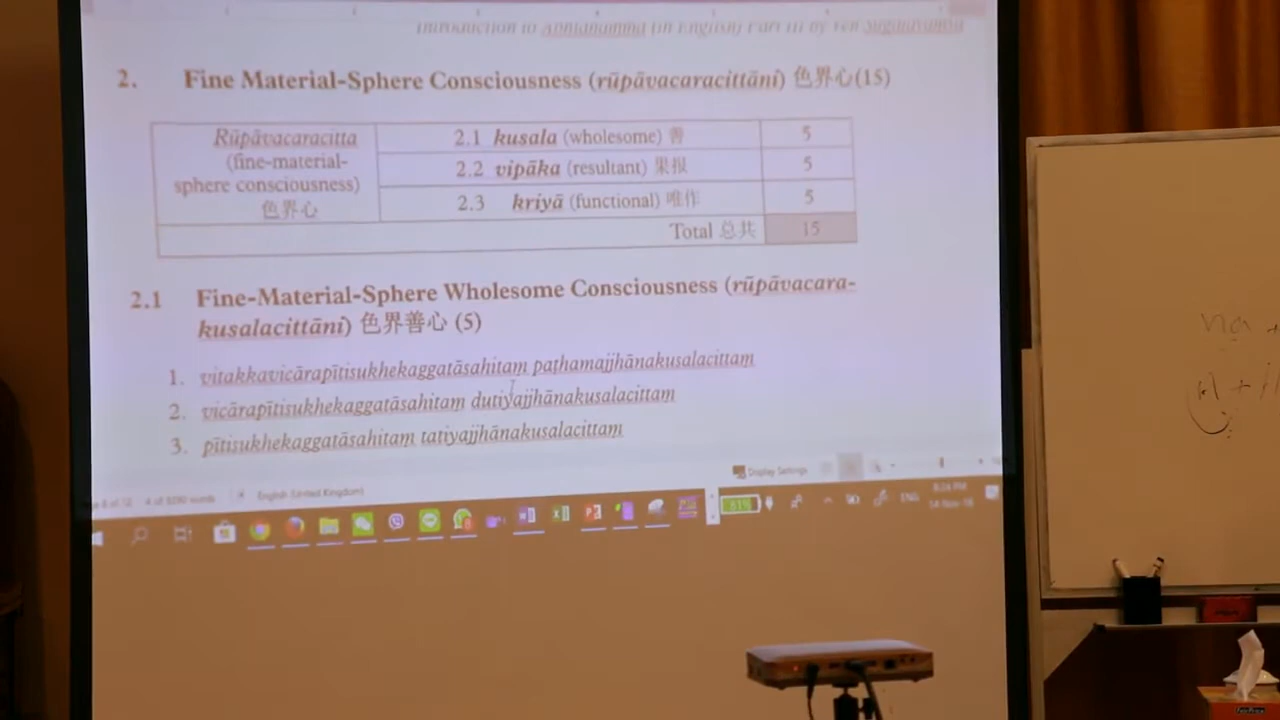 Introduction to Abhidhamma (in English) Part II by Ven Sugatavamsa
2. Fine Material-Sphere Consciousness (rūpāvacaracittāni) 色界心(15)
Rūpāvacaracitta
(fine-material-
sphere consciousness)
色界心
2.1 kusala (wholesome) 善
5
2.2 vipāka (resultant) 果报
5
2.3 kriyā (functional) 唯作
5
Total 总共
15
2.1 Fine-Material-Sphere Wholesome Consciousness (rūpāvacara-
kusalacittāni) 色界善心 (5)
1. vitakkavicārapītisukhekaggatāsahitaṃ paṭhamajjhānakusalacittaṃ
2. vicārapītisukhekaggatāsahitaṃ dutiyajjhānakusalacittaṃ
3. pītisukhekaggatāsahitaṃ tatiyajjhānakusalacittaṃ
Display Settings
English (United Kingdom)
61%
ENG